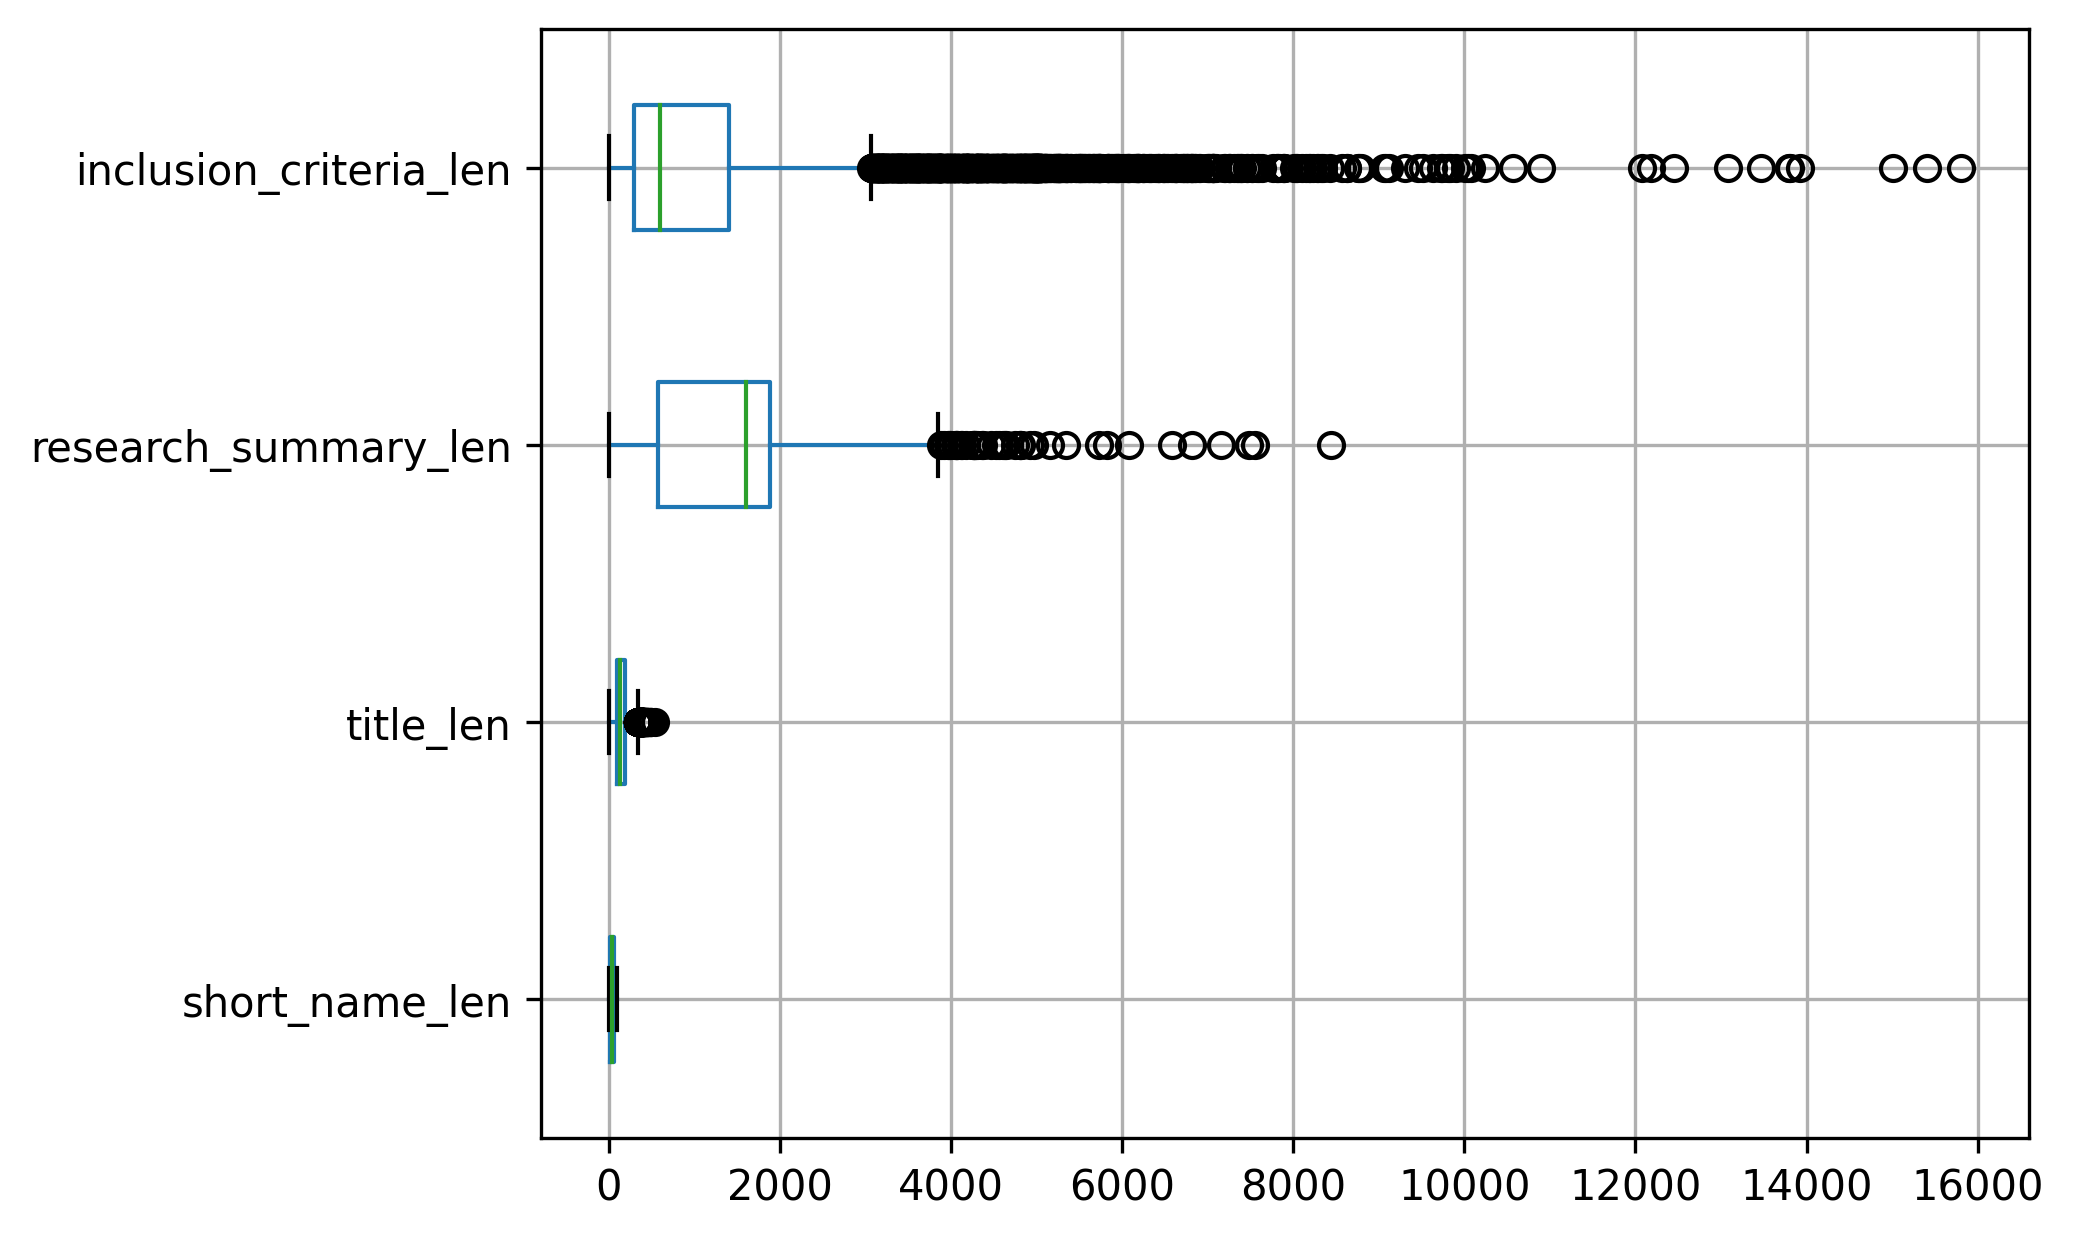 inclusion_criteria_len
research_summary_len
title_len
short_name_len
0 2000 4000 6000 8000 10000 12000 14000 16000